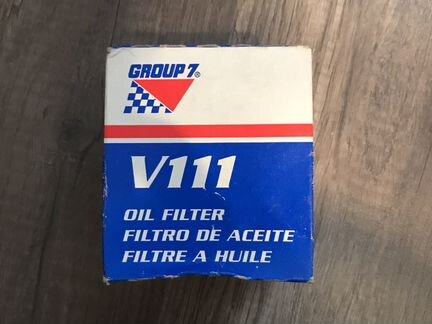 GROUP 7®
V111
OIL FILTER
FILTRO DE ACEITE
FILTRE A HUILE